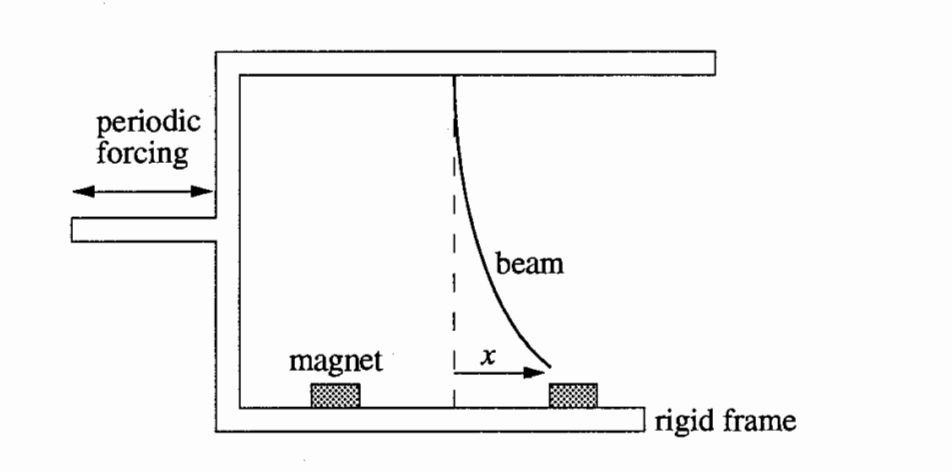 periodic
forcing
beam
magnet
x
rigid frame